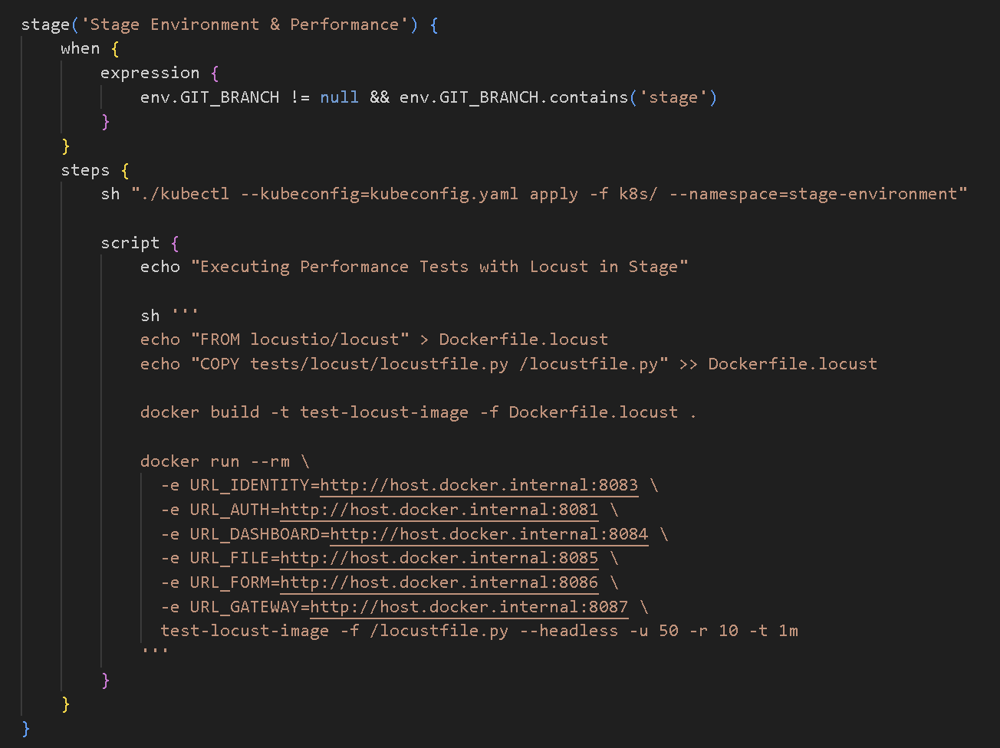 stage('Stage Environment & Performance') {
    when {
        expression {
            env.GIT_BRANCH != null && env.GIT_BRANCH.contains('stage')
        }
    }
    steps {
        sh "./kubectl --kubeconfig=kubeconfig.yaml apply -f k8s/ --namespace=stage-environment"

        script {
            echo "Executing Performance Tests with Locust in Stage"

            sh '''
            echo "FROM locustio/locust" > Dockerfile.locust
            echo "COPY tests/locust/locustfile.py /locustfile.py" >> Dockerfile.locust

            docker build -t test-locust-image -f Dockerfile.locust .

            docker run --rm \
              -e URL_IDENTITY=http://host.docker.internal:8083 \
              -e URL_AUTH=http://host.docker.internal:8081 \
              -e URL_DASHBOARD=http://host.docker.internal:8084 \
              -e URL_FILE=http://host.docker.internal:8085 \
              -e URL_FORM=http://host.docker.internal:8086 \
              -e URL_GATEWAY=http://host.docker.internal:8087 \
              test-locust-image -f /locustfile.py --headless -u 50 -r 10 -t 1m
            '''
        }
    }
}